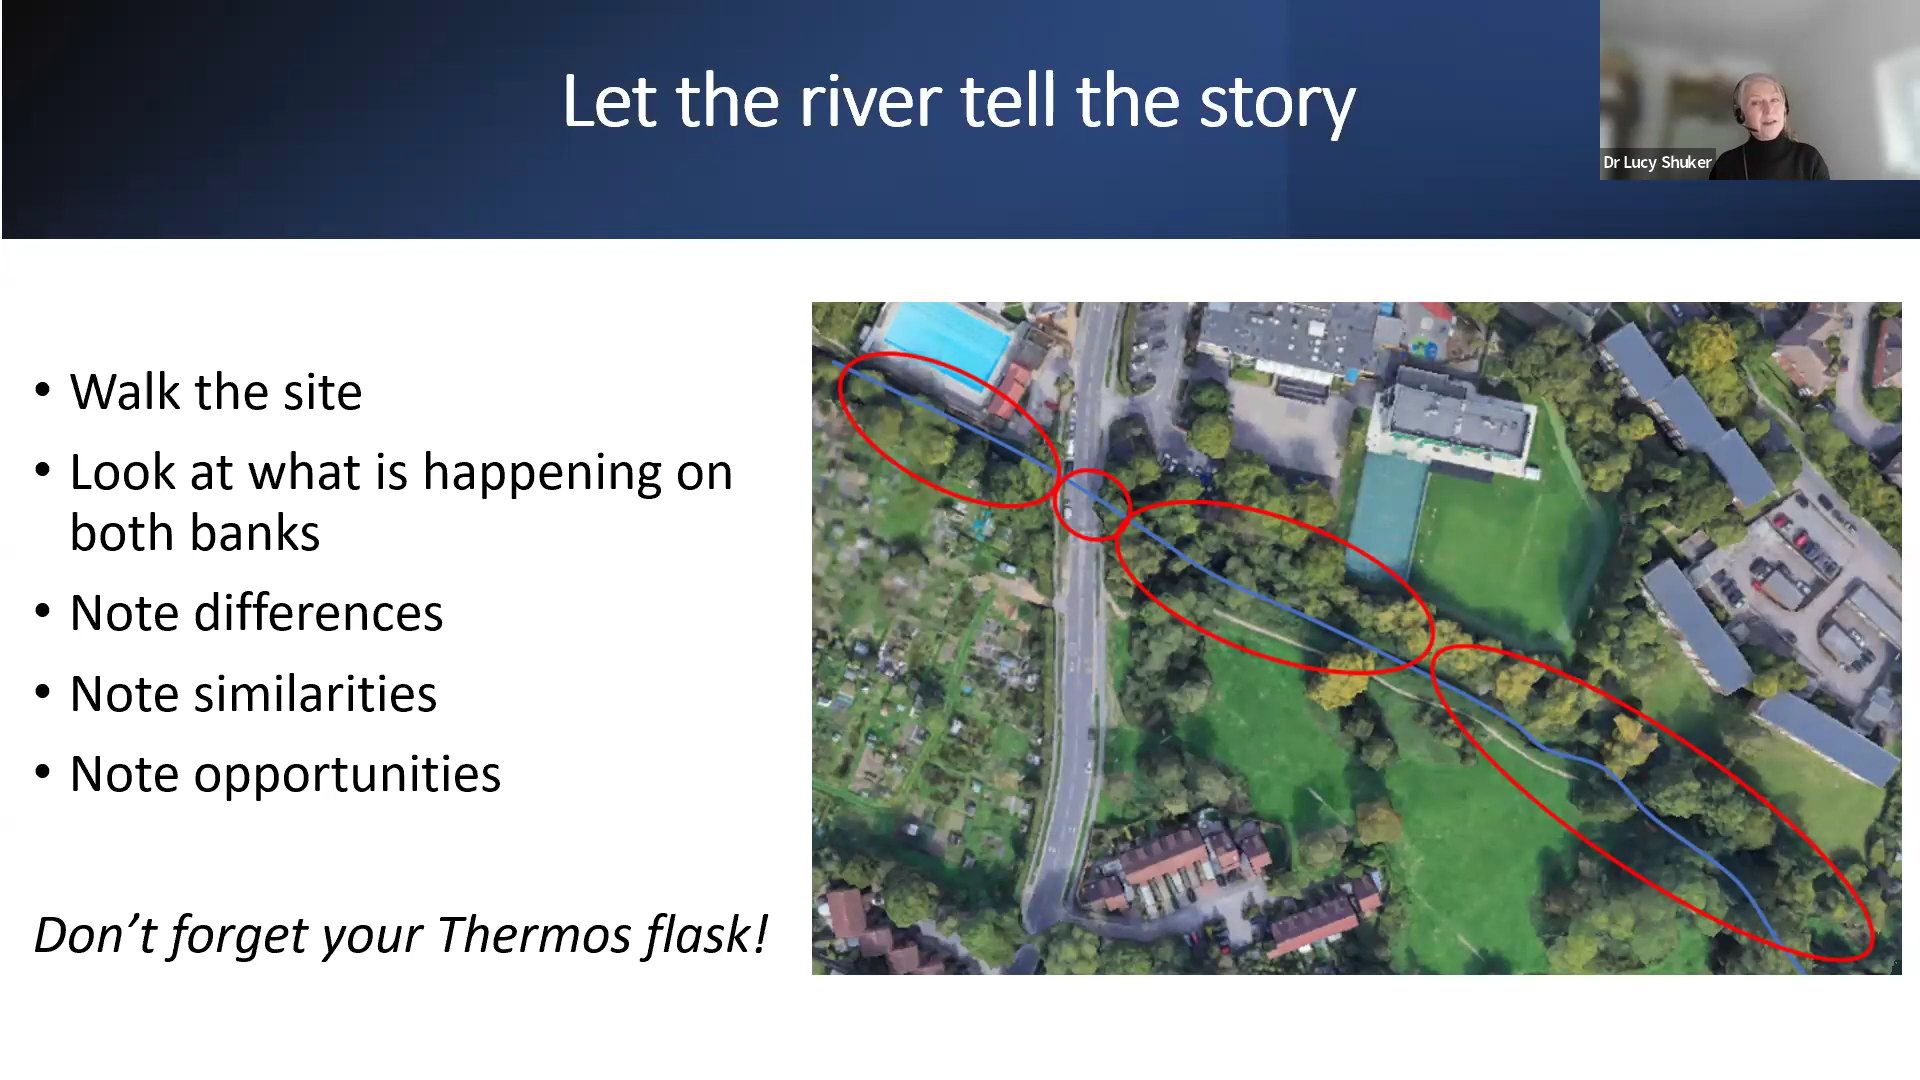 Let the river tell the story
Dr Lucy Shuker
• Walk the site
• Look at what is happening on
both banks
• Note differences
• Note similarities
• Note opportunities
Don’t forget your Thermos flask!